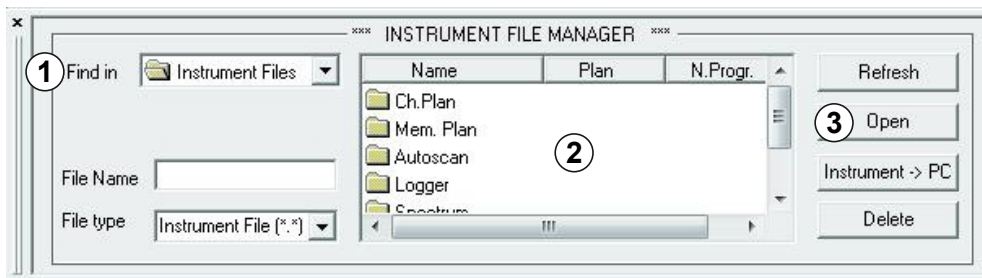 x
*** INSTRUMENT FILE MANAGER ***
1 Find in Instrument Files
Name Plan N.Progr.
Ch.Plan
Mem. Plan
Autoscan
Logger
Spectrum
2
File Name
File type Instrument File (*.*)
Refresh
3 Open
Instrument -> PC
Delete